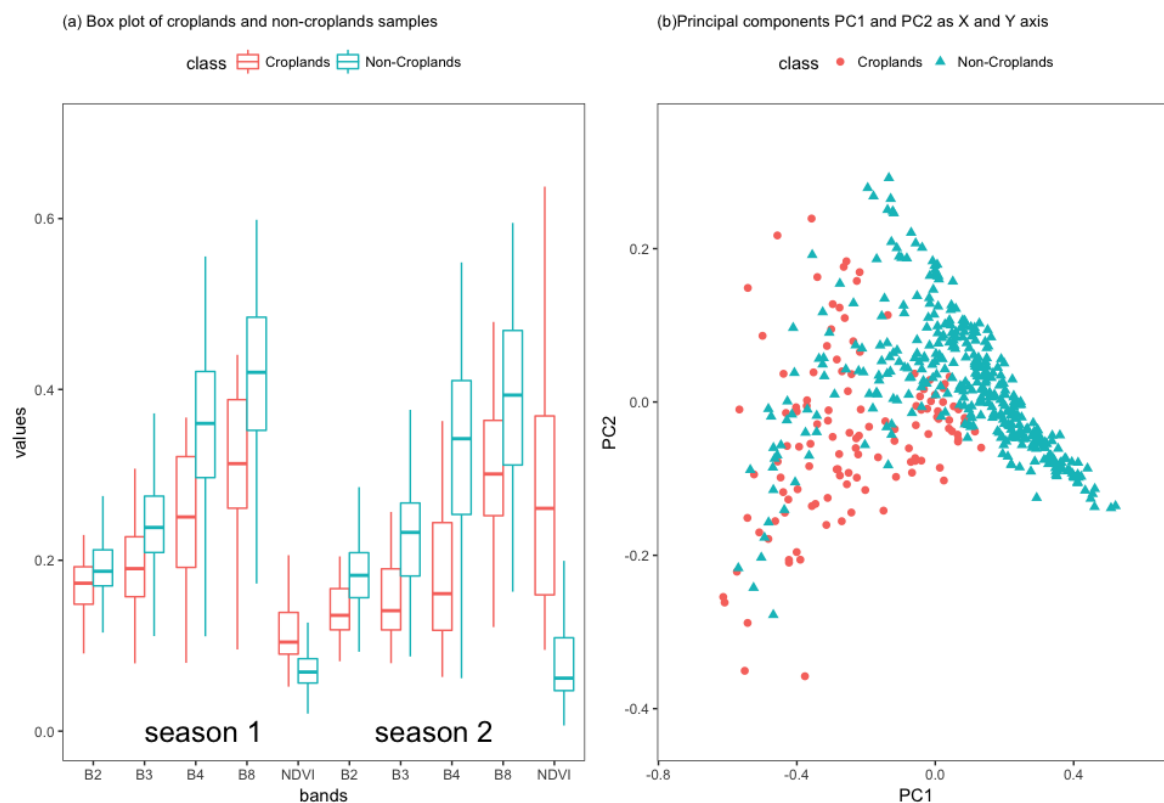 (a) Box plot of croplands and non-croplands samples
class Croplands Non-Croplands
values
0.6
0.4
0.2
0.0
season 1 season 2
B2 B3 B4 B8 NDVI B2 B3 B4 B8 NDVI
bands
(b)Principal components PC1 and PC2 as X and Y axis
class Croplands Non-Croplands
PC2
0.2
0.0
-0.2
-0.4
-0.8 -0.4 0.0 0.4
PC1